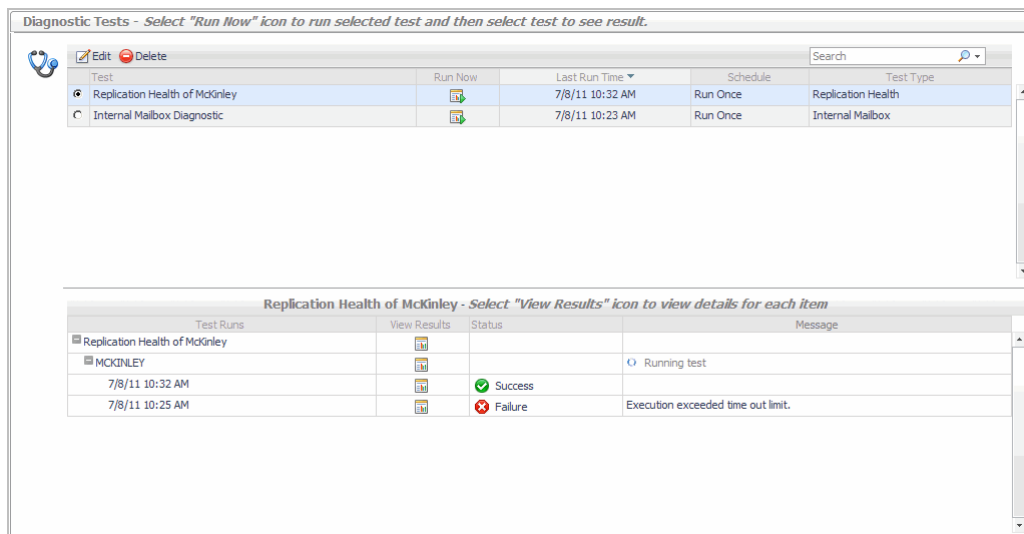 Diagnostic Tests - Select "Run Now" icon to run selected test and then select test to see result.
Edit Delete Search
Test Run Now Last Run Time Schedule Test Type
Replication Health of McKinley 7/8/11 10:32 AM Run Once Replication Health
Internal Mailbox Diagnostic 7/8/11 10:23 AM Run Once Internal Mailbox
Replication Health of McKinley - Select "View Results" icon to view details for each item
Test Runs View Results Status Message
Replication Health of McKinley
MCKINLEY Running test
7/8/11 10:32 AM Success
7/8/11 10:25 AM Failure Execution exceeded time out limit.